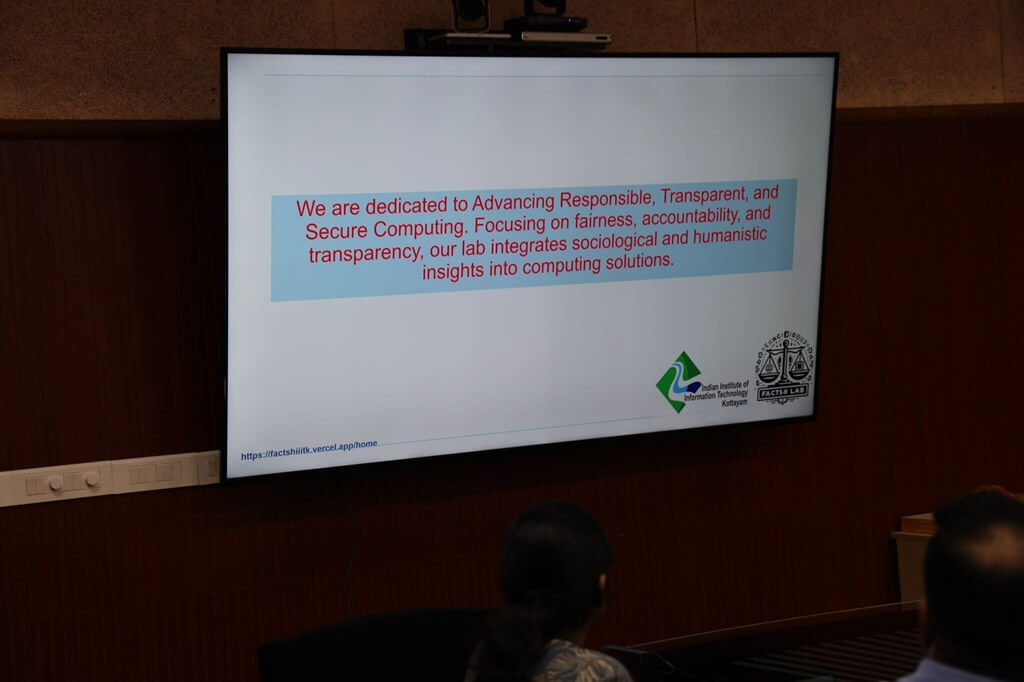 We are dedicated to Advancing Responsible, Transparent, and
Secure Computing. Focusing on fairness, accountability, and
transparency, our lab integrates sociological and humanistic
insights into computing solutions.
Indian Institute of
Information Technology
Kottayam
FACTSH LAB
https://factshiiitk.vercel.app/home